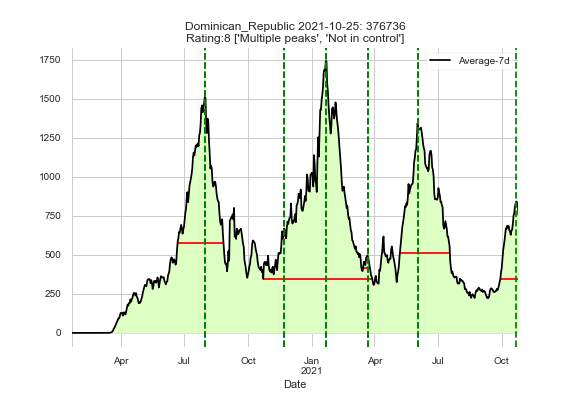 Dominican_Republic 2021-10-25: 376736
Rating:8 ['Multiple peaks', 'Not in control']
Average-7d
1750
1500
1250
1000
750
500
250
0
Apr Jul Oct Jan Apr Jul Oct
2021
Date